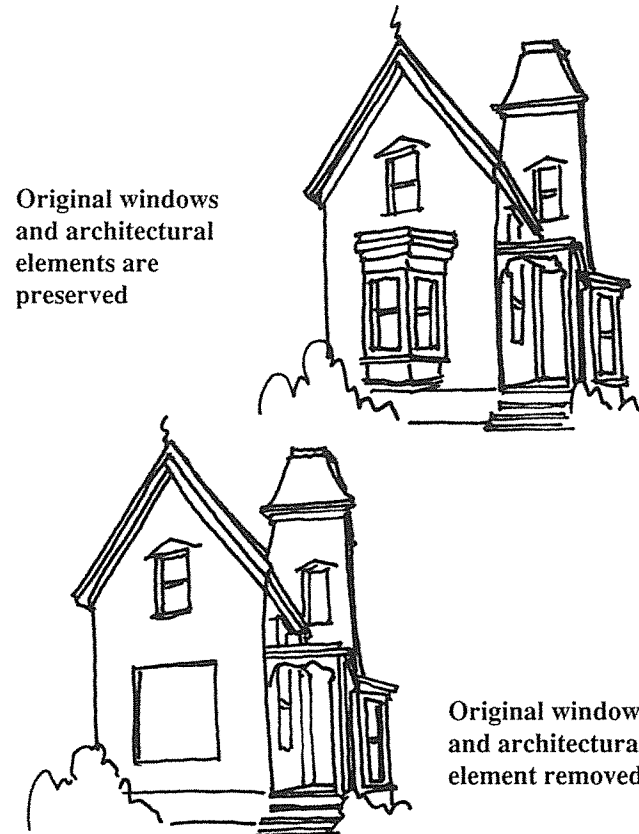 Original windows
and architectural
elements are
preserved
Original window
and architectura
element removed